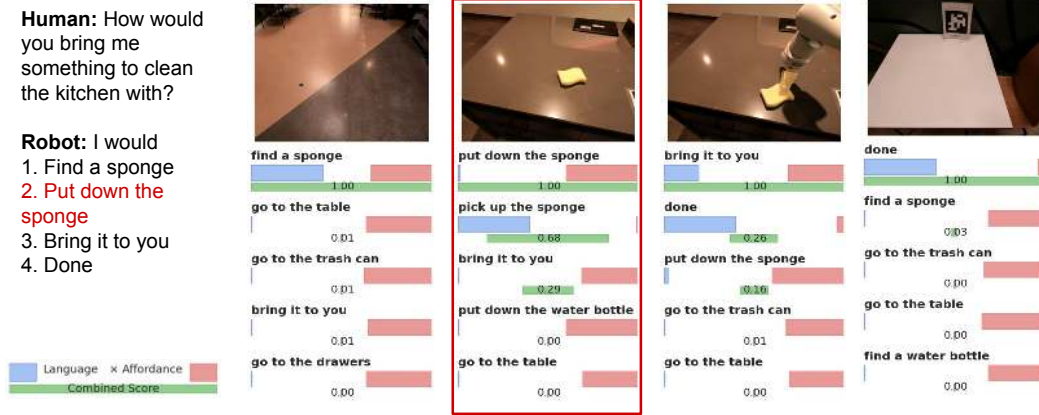 Human: How would
you bring me
something to clean
the kitchen with?
Robot: I would
1. Find a sponge
2. Put down the
sponge
3. Bring it to you
4. Done
Language × Affordance
Combined Score
find a sponge
1.00
go to the table
0.01
go to the trash can
0.01
bring it to you
0.01
go to the drawers
0.00
put down the sponge
1.00
pick up the sponge
0.68
bring it to you
0.29
put down the water bottle
0.00
go to the table
0.00
bring it to you
1.00
done
0.26
put down the sponge
0.16
go to the trash can
0.01
go to the table
0.00
done
1.00
find a sponge
0.03
go to the trash can
0.00
go to the table
0.00
find a water bottle
0.00